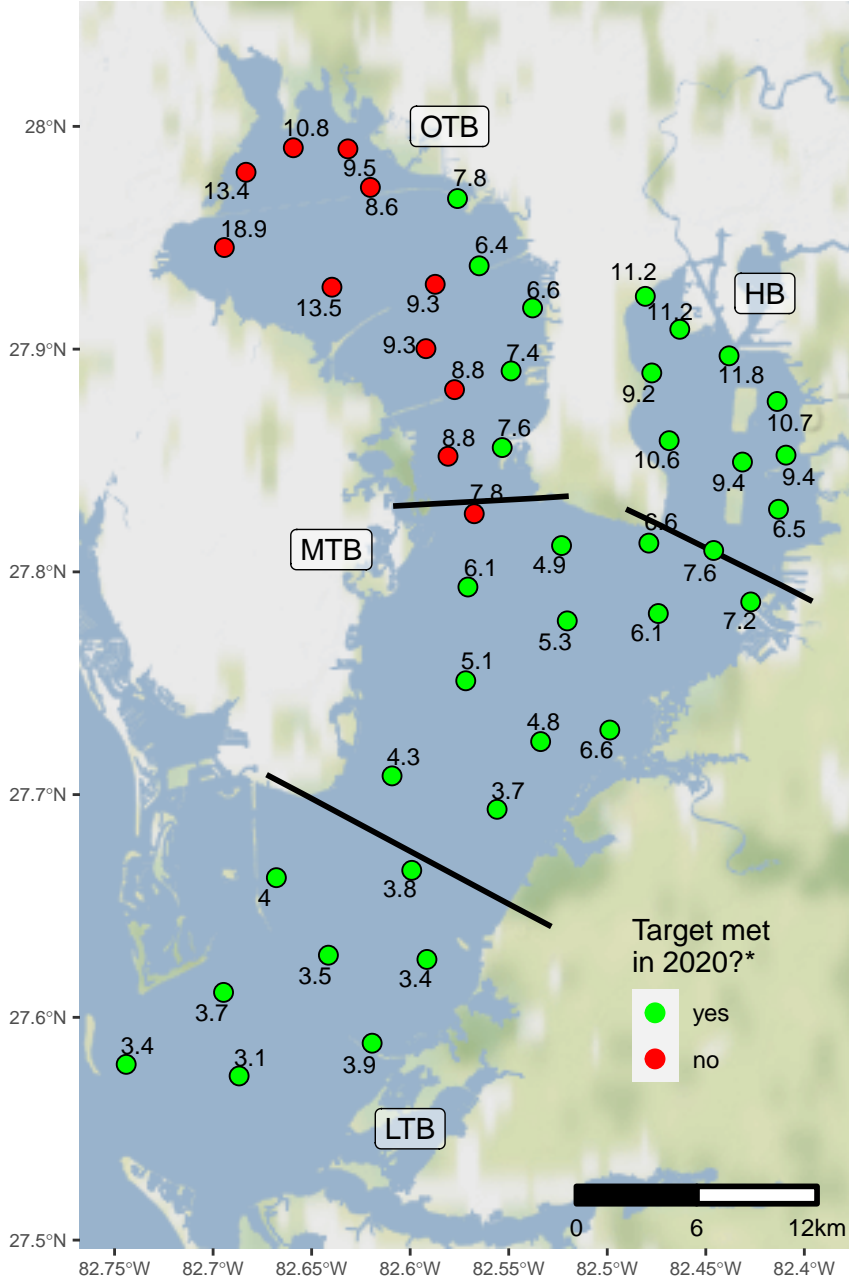 28°N
27.9°N
27.8°N
27.7°N
27.6°N
27.5°N
OTB
10.8
9.5
13.4
8.6
7.8
18.9
6.4
13.5
9.3
6.6
11.2
HB
11.2
9.3
7.4
11.8
8.8
9.2
10.7
8.8
7.6
10.6
9.4
9.4
7.8
6.6
6.5
MTB
4.9
7.6
6.1
5.3
6.1
7.2
5.1
4.8
6.6
4.3
3.7
3.8
4
3.5
3.4
3.7
3.4
3.1
3.9
LTB
Target met
in 2020?*
yes
no
0 6 12km
82.75°W 82.7°W 82.65°W 82.6°W 82.55°W 82.5°W 82.45°W 82.4°W